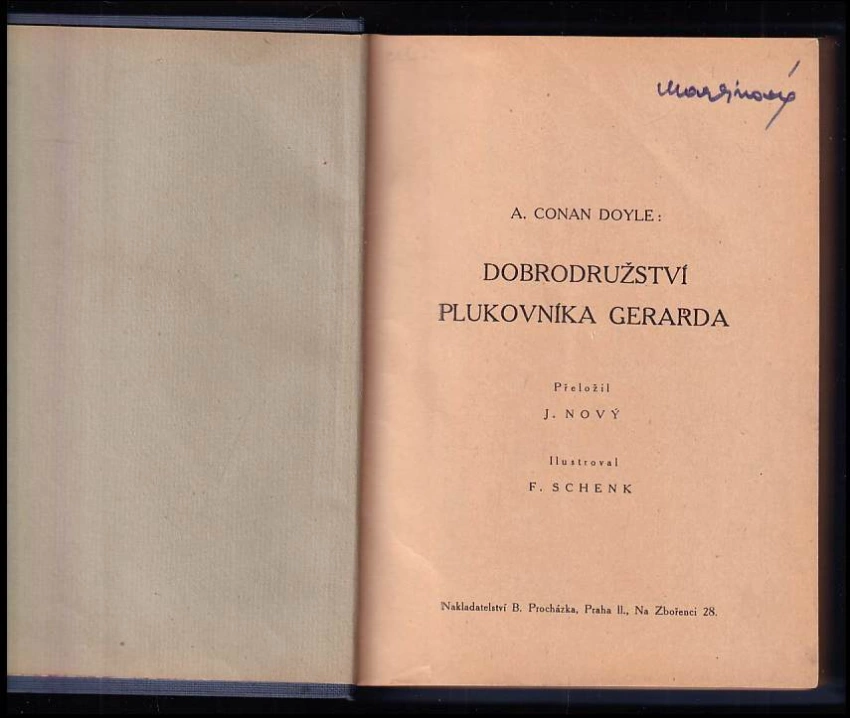 A. CONAN DOYLE:
DOBRODRUŽSTVÍ
PLUKOVNÍKA GERARDA
Přeložil
J. NOVÝ
Ilustroval
F. SCHENK
Nakladatelství B. Procházka, Praha II., Na Zbořenci 28.